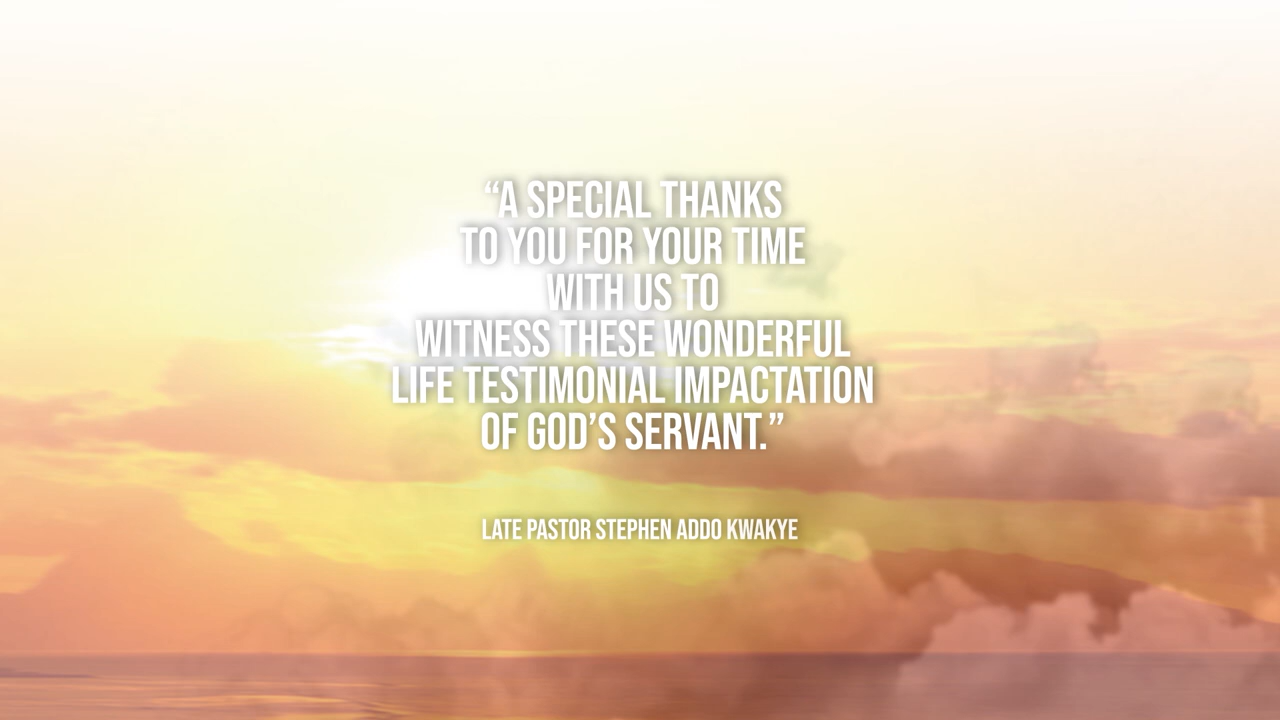 “A SPECIAL THANKS
TO YOU FOR YOUR TIME
WITH US TO
WITNESS THESE WONDERFUL
LIFE TESTIMONIAL IMPACTATION
OF GOD’S SERVANT.”
LATE PASTOR STEPHEN ADDO KWAKYE